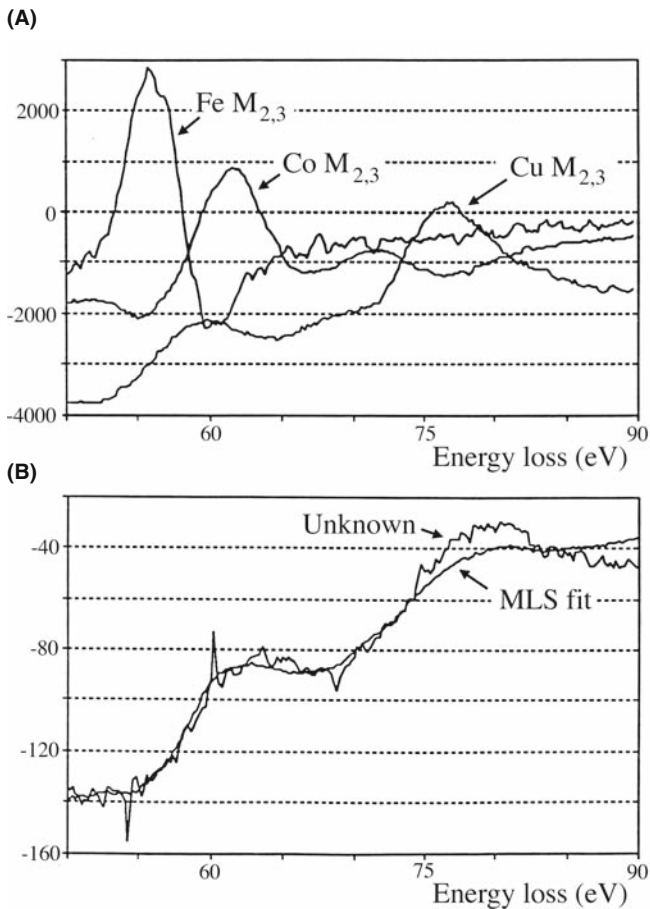 (A)
2000
0
-2000
-4000
Fe M2,3
Co M2,3
Cu M2,3
60
75
90
Energy loss (eV)
(B)
-40
-80
-120
-160
Unknown
MLS fit
60
75
90
Energy loss (eV)